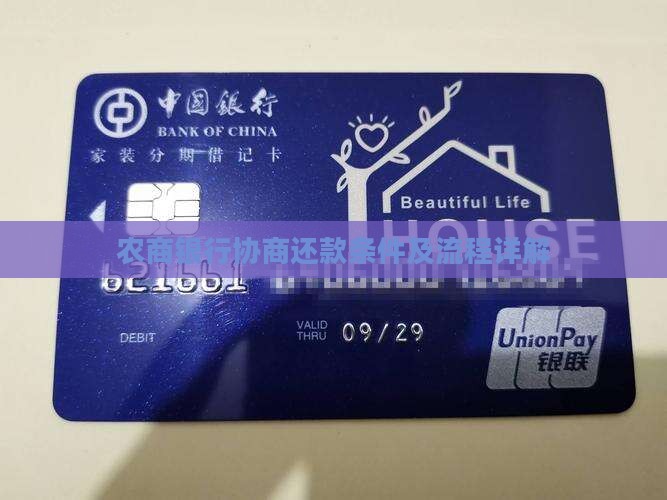 中国银行
BANK OF CHINA
家装分期借记卡
Beautiful Life
HOUSE
农商银行协商还款条件及流程详解
DEBIT
VALID
THRU
09/29
UnionPay
银联